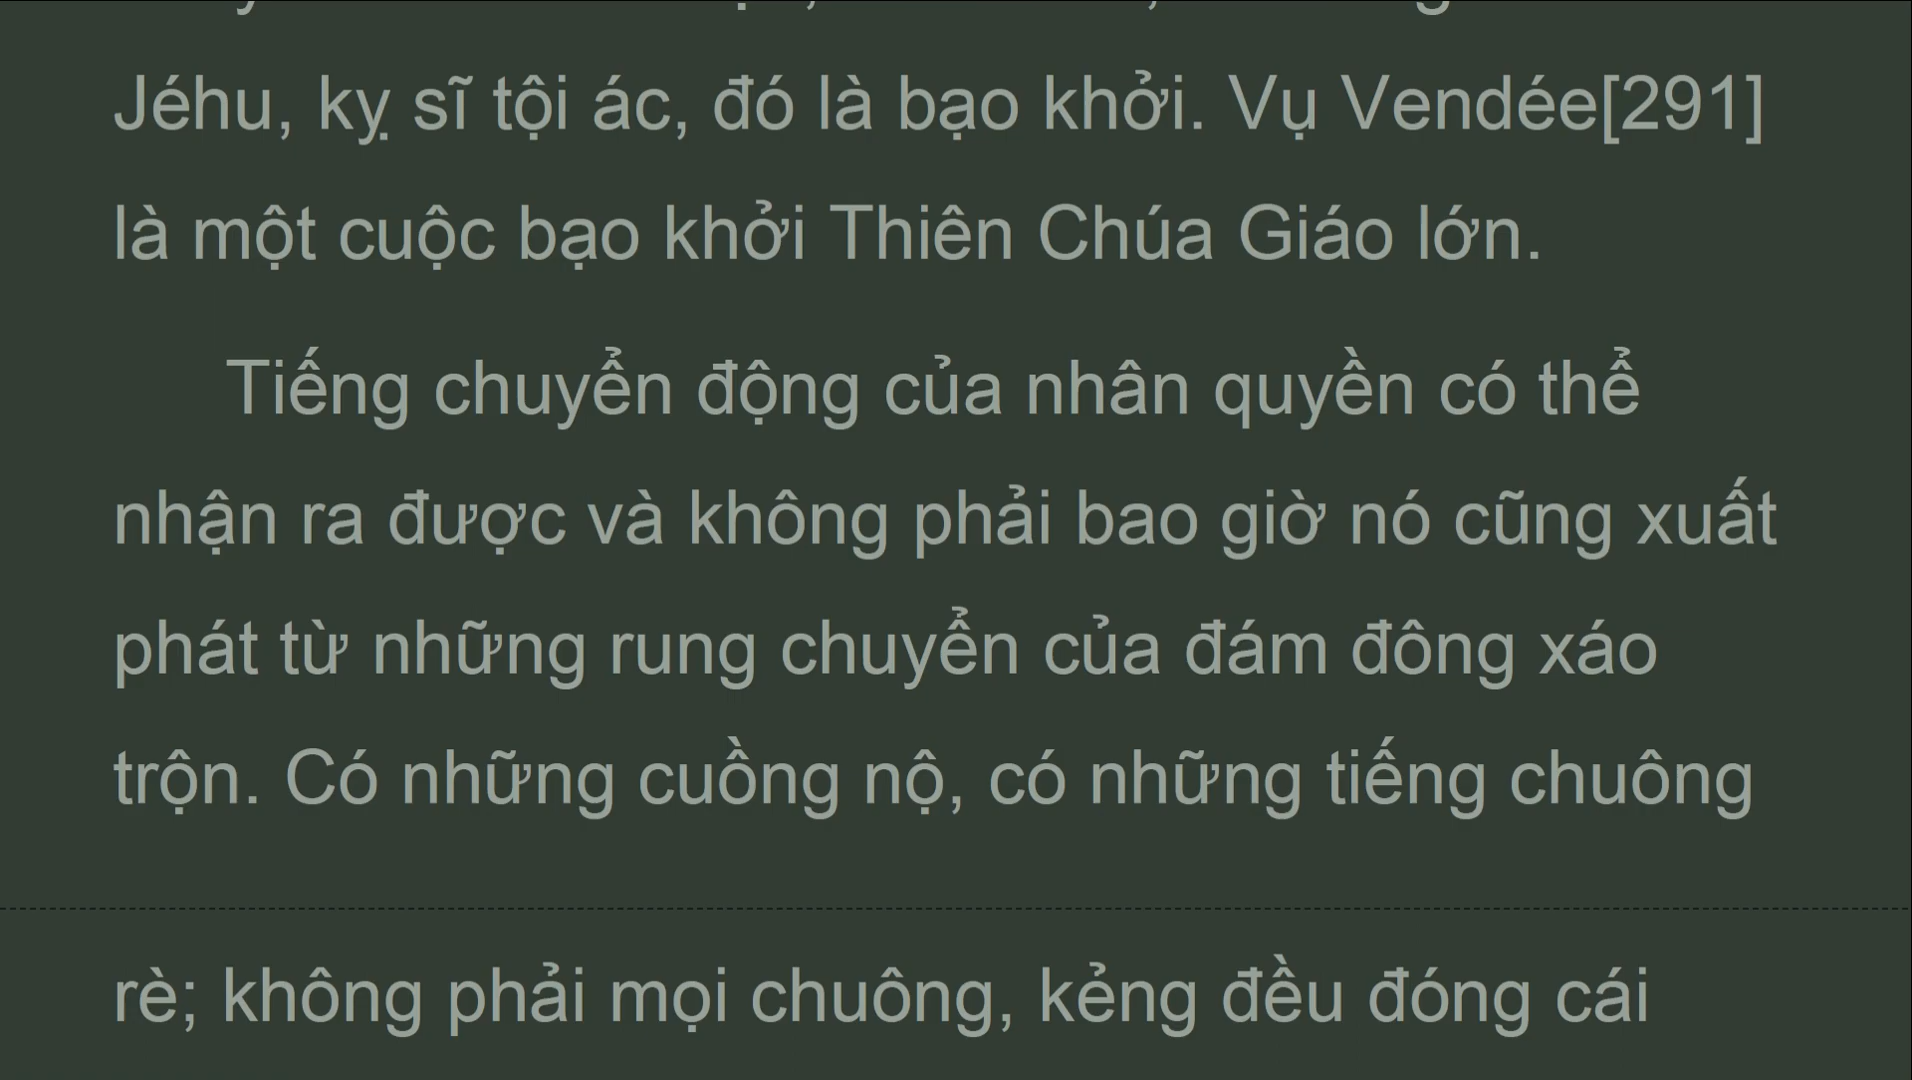 Jéhu, kỵ sĩ tội ác, đó là bạo khởi. Vụ Vendée[291]
là một cuộc bạo khởi Thiên Chúa Giáo lớn.
Tiếng chuyển động của nhân quyền có thể
nhận ra được và không phải bao giờ nó cũng xuất
phát từ những rung chuyển của đám đông xáo
trộn. Có những cuồng nộ, có những tiếng chuông
rè; không phải mọi chuông, kẻng đều đóng cái